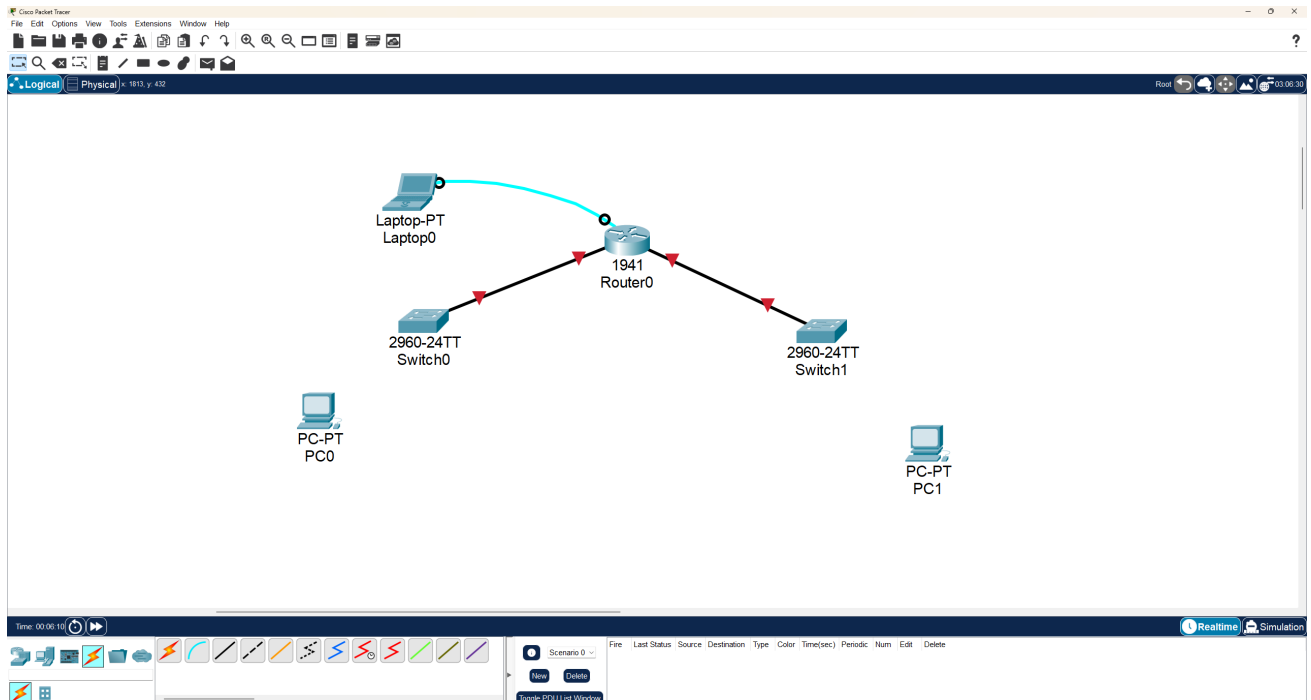 Cisco Packet Tracer
File Edit Options View Tools Extensions Window Help
?
Logical Physical x: 1813, y: 432 Root 03:06:30
Laptop-PT
Laptop0
1941
Router0
2960-24TT
Switch0
2960-24TT
Switch1
PC-PT
PC0
PC-PT
PC1
Time: 00:06:10 Realtime Simulation
Scenario 0
New Delete
Toggle PDU List Window
Fire Last Status Source Destination Type Color Time(sec) Periodic Num Edit Delete